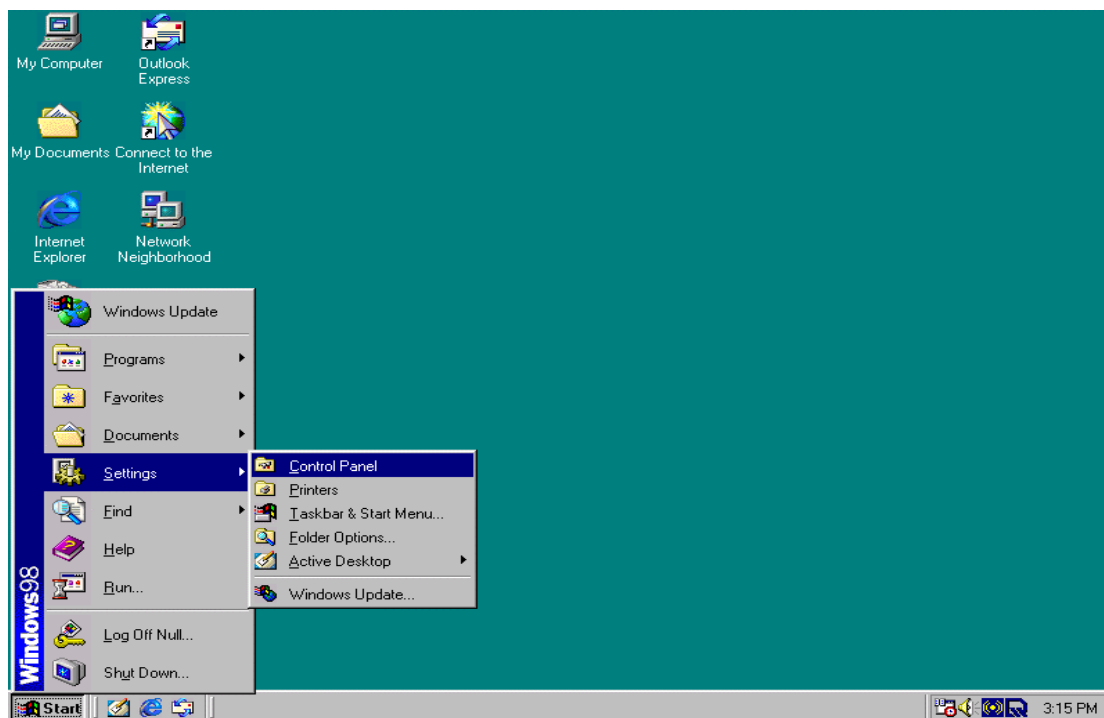 My Computer
Outlook
Express
My Documents
Connect to the
Internet
Internet
Explorer
Network
Neighborhood
Windows Update
Programs
Favorites
Documents
Settings
Find
Help
Run...
Log Off Null...
Shut Down...
Windows98
Control Panel
Printers
Taskbar & Start Menu...
Folder Options...
Active Desktop
Windows Update...
Start
3:15 PM